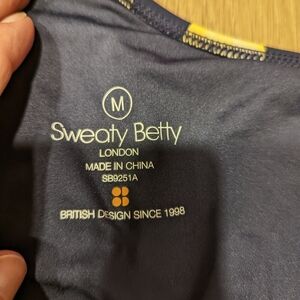 M
Sweaty Betty
LONDON
MADE IN CHINA
SB9251A
BRITISH DESIGN SINCE 1998